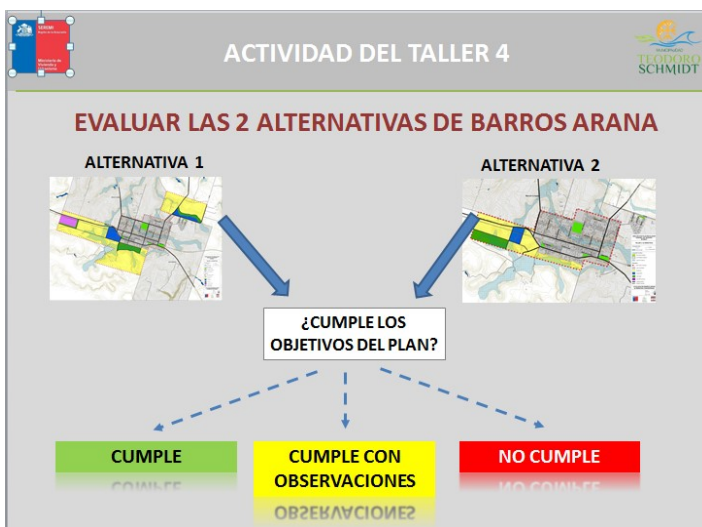 ACTIVIDAD DEL TALLER 4
TEODORO
SCHMIDT
EVALUAR LAS 2 ALTERNATIVAS DE BARROS ARANA
ALTERNATIVA 1
ALTERNATIVA 2
¿CUMPLE LOS
OBJETIVOS DEL PLAN?
CUMPLE
CUMPLE CON
OBSERVACIONES
NO CUMPLE